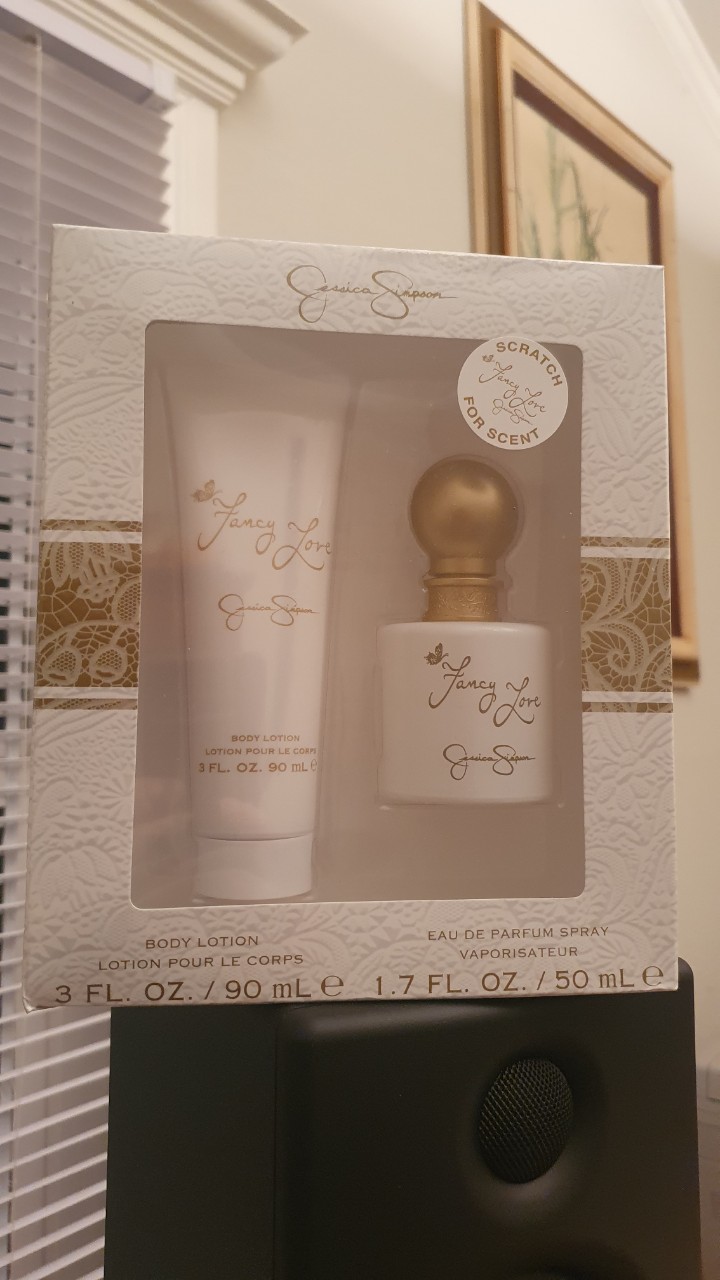 Jessica Simpson
SCRATCH
Fancy Love
Jessica Simpson
FOR SCENT
Fancy Love
Jessica Simpson
BODY LOTION
LOTION POUR LE CORPS
3 FL. OZ. 90 mL ℮
Fancy Love
Jessica Simpson
BODY LOTION
LOTION POUR LE CORPS
3 FL. OZ. / 90 mL ℮
EAU DE PARFUM SPRAY
VAPORISATEUR
1.7 FL. OZ. / 50 mL ℮